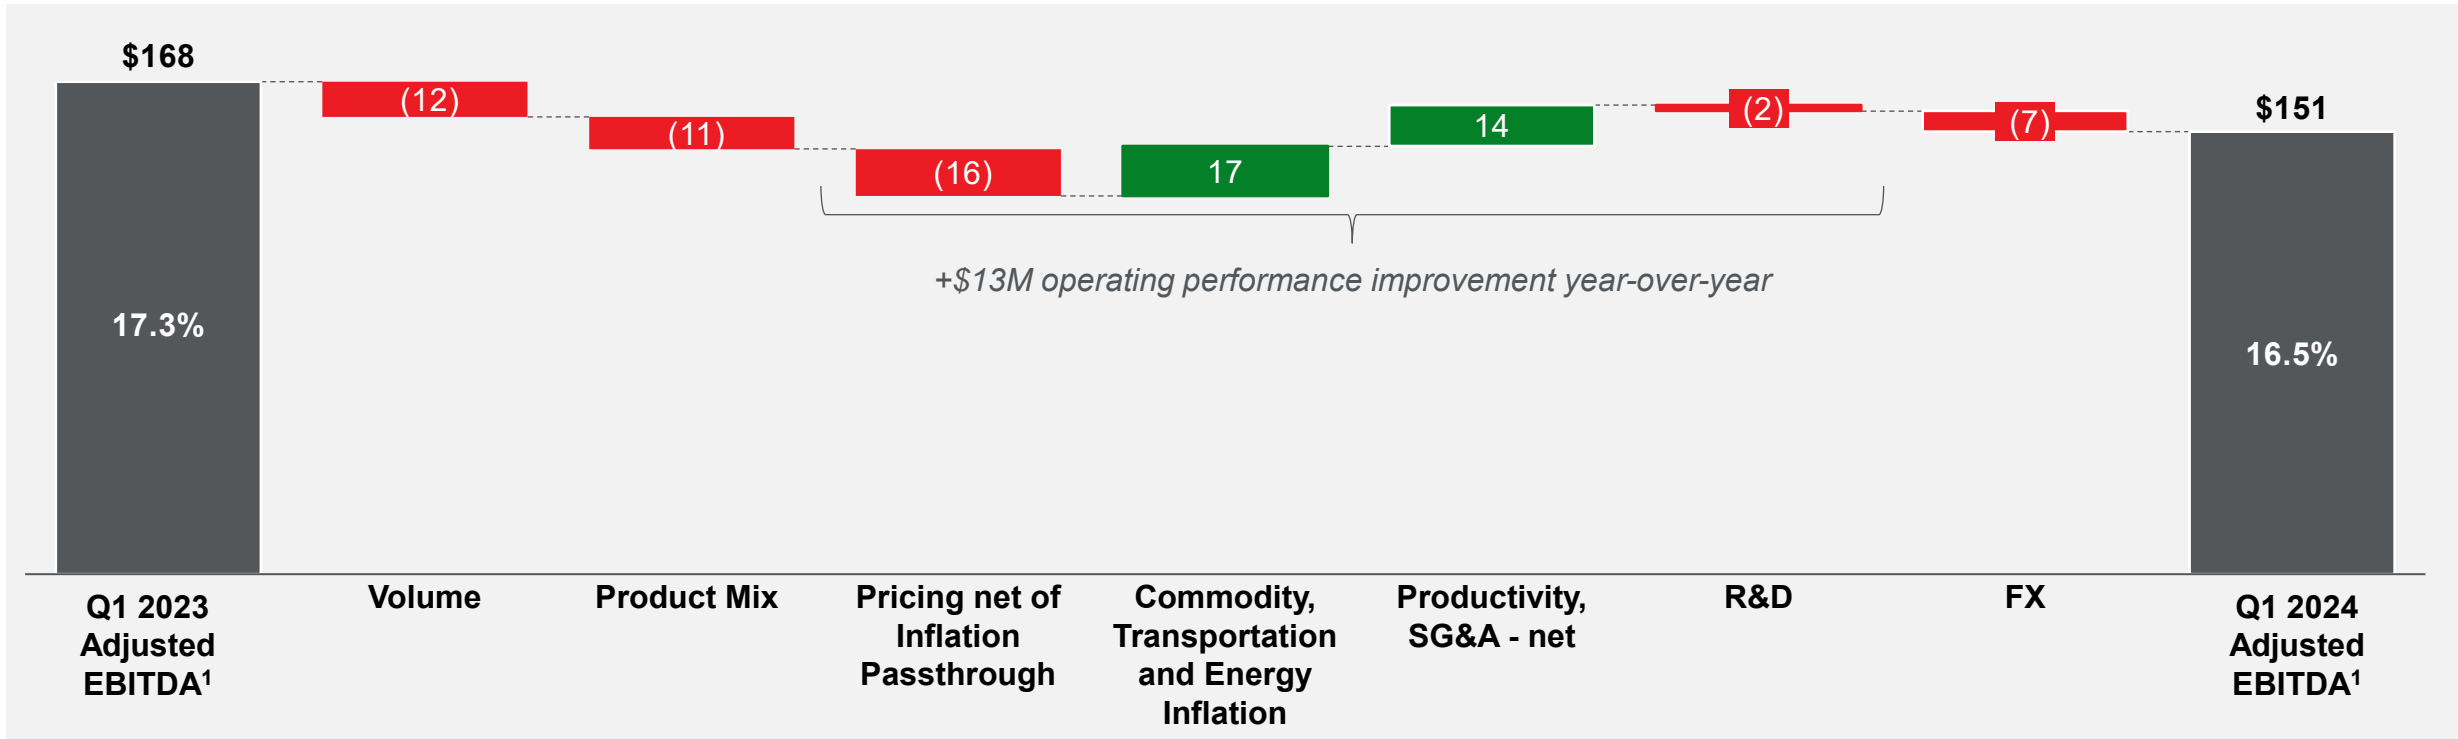 $168
(12)
(11)
(16)
17
14
(2)
(7)
$151
+$13M operating performance improvement year-over-year
17.3%
16.5%
Q1 2023
Adjusted
EBITDA¹
Volume
Product Mix
Pricing net of
Inflation
Passthrough
Commodity,
Transportation
and Energy
Inflation
Productivity,
SG&A - net
R&D
FX
Q1 2024
Adjusted
EBITDA¹